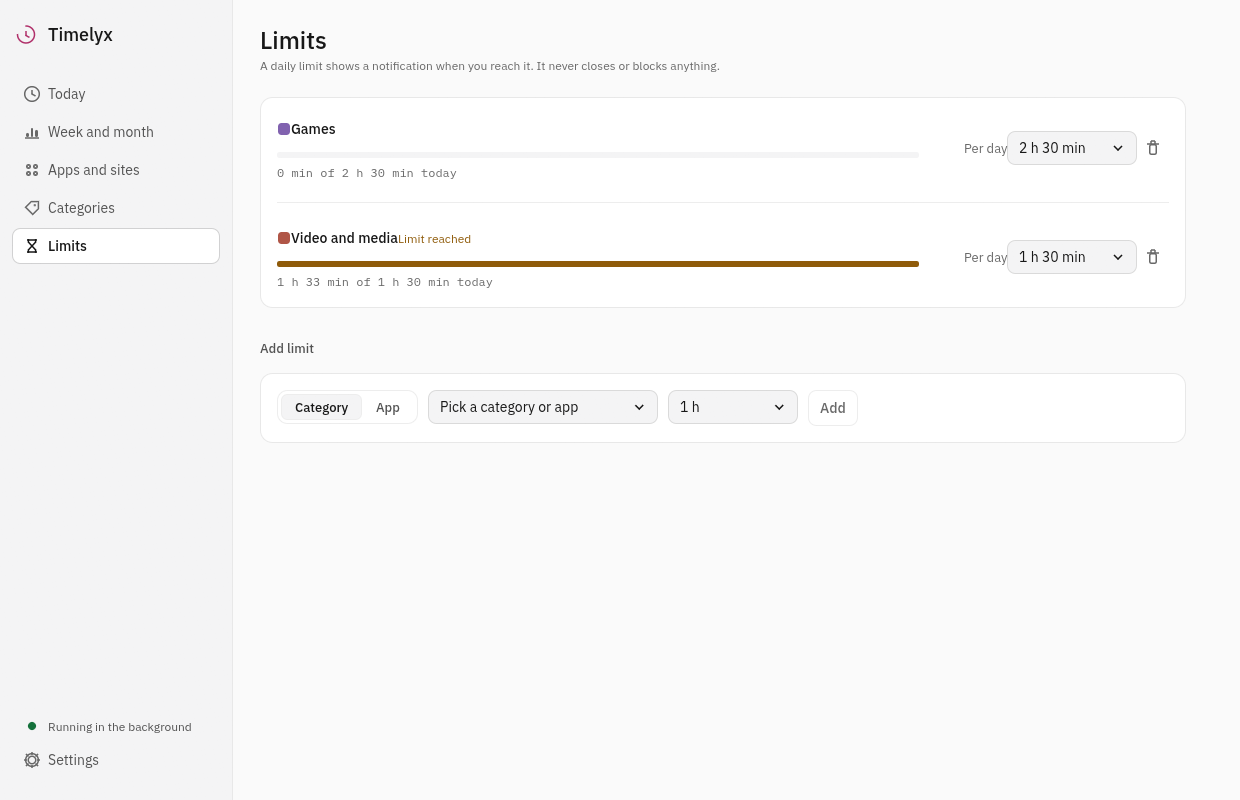 Timelyx
Today
Week and month
Apps and sites
Categories
Limits
Running in the background
Settings
Limits
A daily limit shows a notification when you reach it. It never closes or blocks anything.
Games
0 min of 2 h 30 min today
Per day 2 h 30 min
Video and media Limit reached
1 h 33 min of 1 h 30 min today
Per day 1 h 30 min
Add limit
Category App Pick a category or app 1 h Add